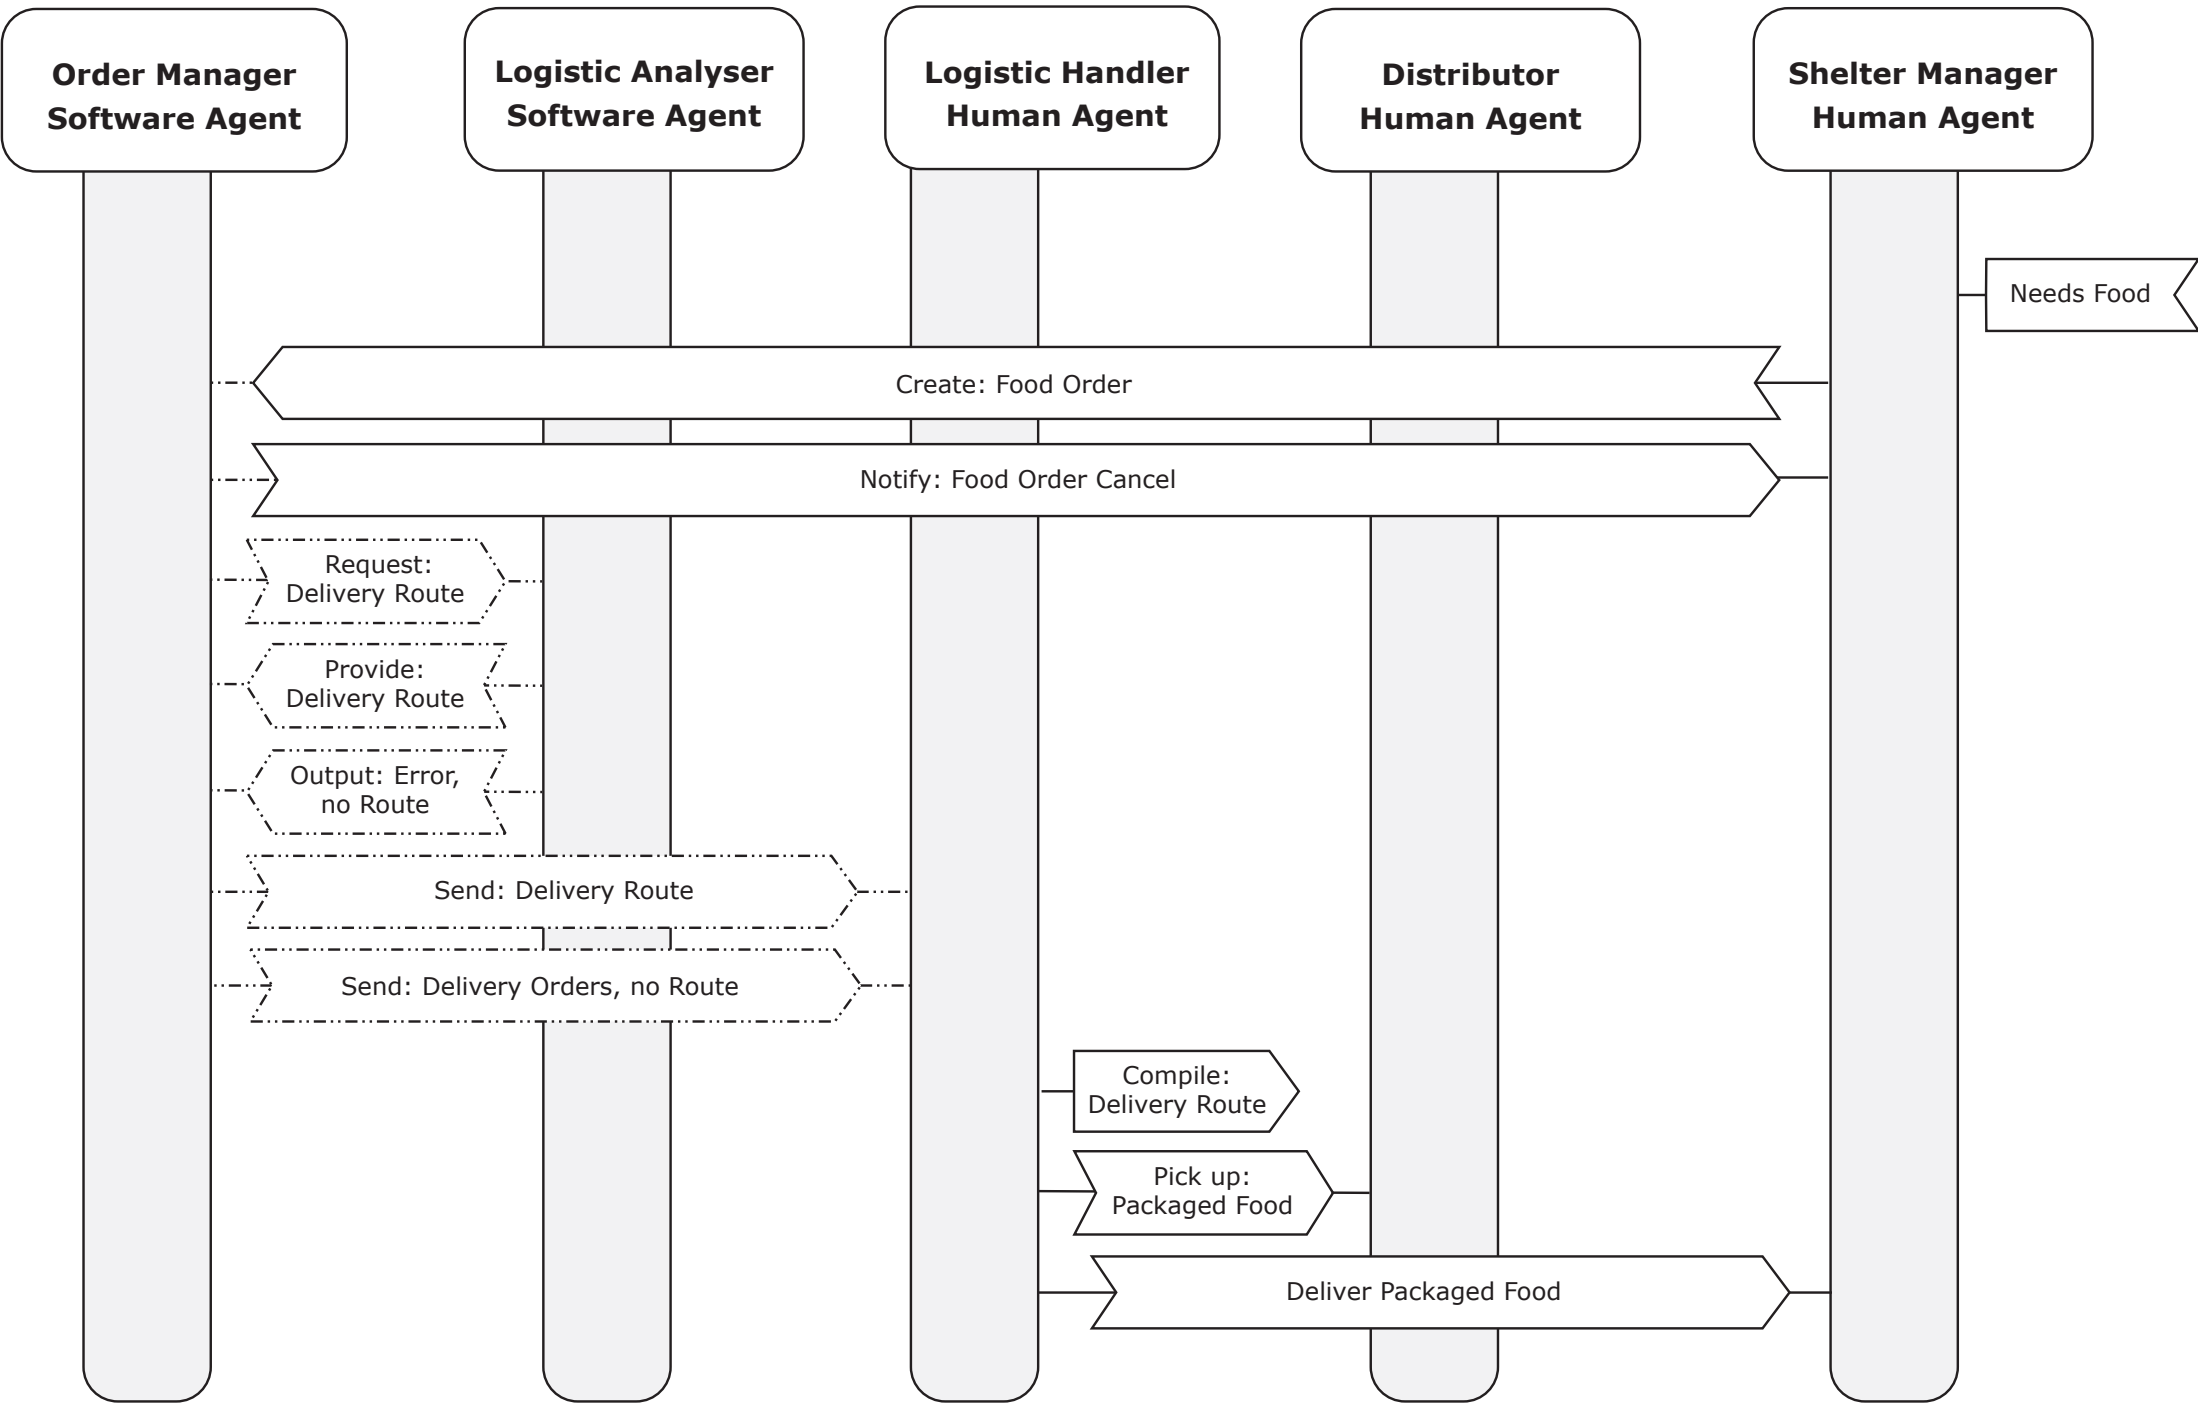 Order Manager
Software Agent
Logistic Analyser
Software Agent
Logistic Handler
Human Agent
Distributor
Human Agent
Shelter Manager
Human Agent
Needs Food
Create: Food Order
Notify: Food Order Cancel
Request:
Delivery Route
Provide:
Delivery Route
Output: Error,
no Route
Send: Delivery Route
Send: Delivery Orders, no Route
Compile:
Delivery Route
Pick up:
Packaged Food
Deliver Packaged Food